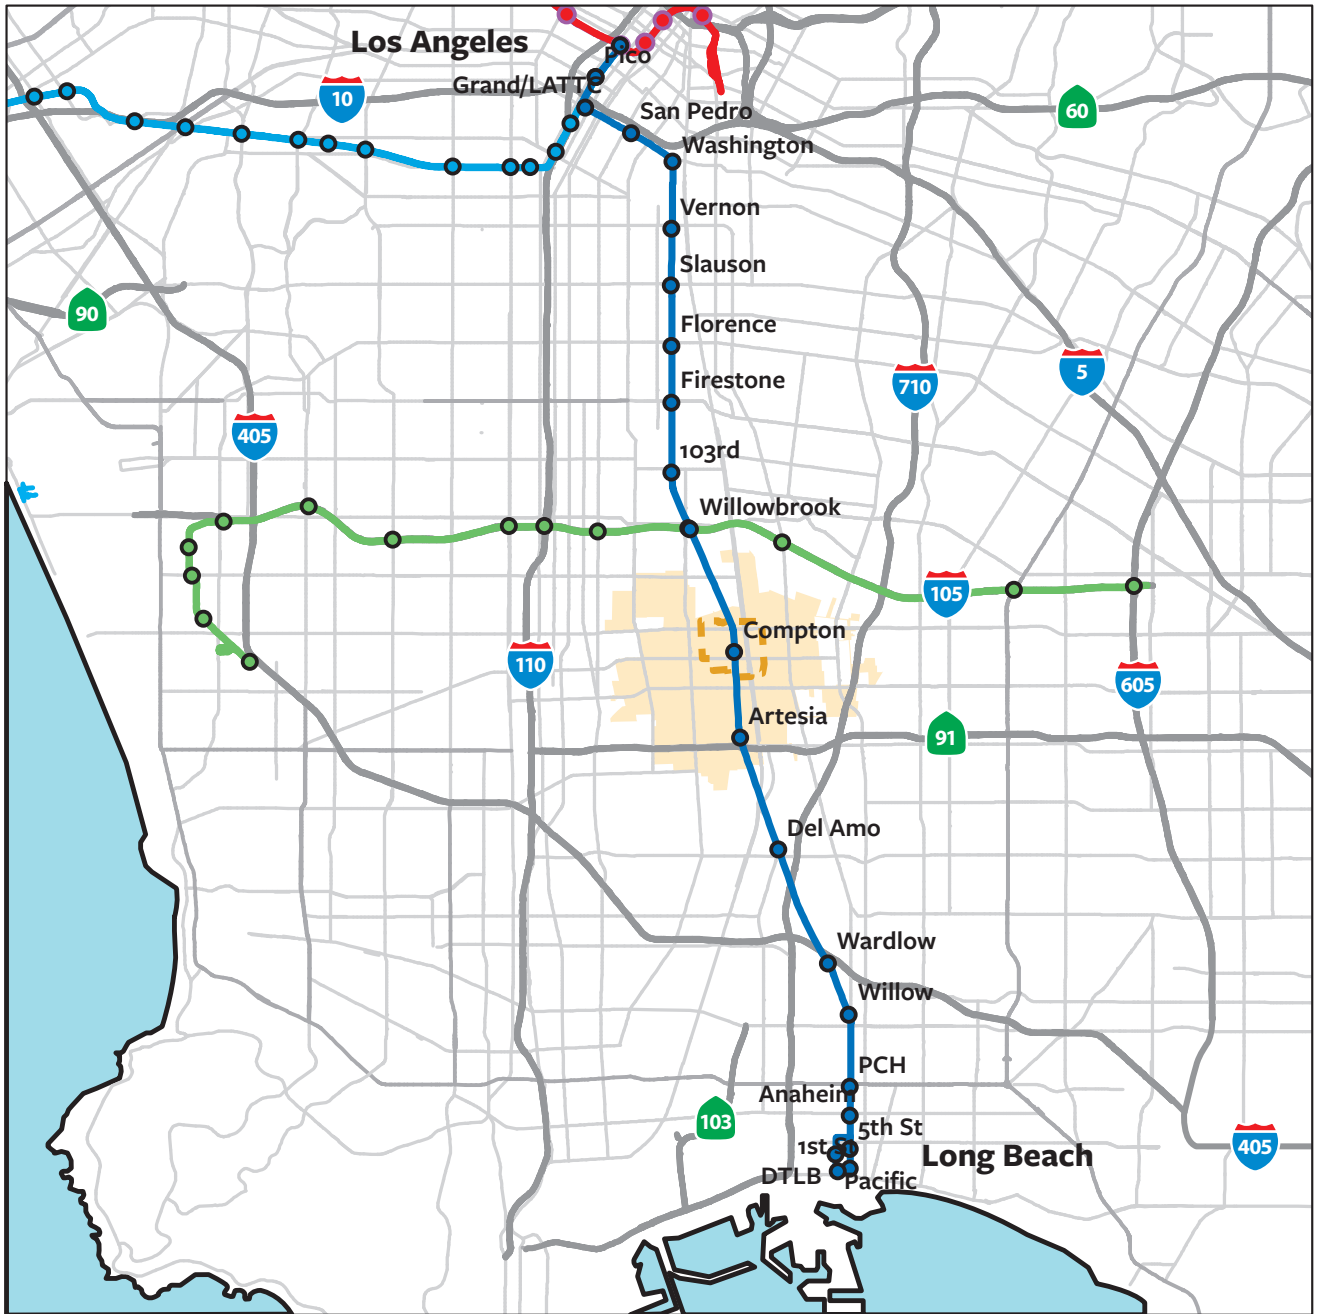 Los Angeles
Pico
Grand/LATTC
10
San Pedro
60
Washington
Vernon
Slauson
90
Florence
Firestone
5
710
405
103rd
Willowbrook
105
Compton
110
605
Artesia
91
Del Amo
Wardlow
Willow
PCH
Anaheim
103
5th St
1st St
405
Long Beach
DTLB
Pacific